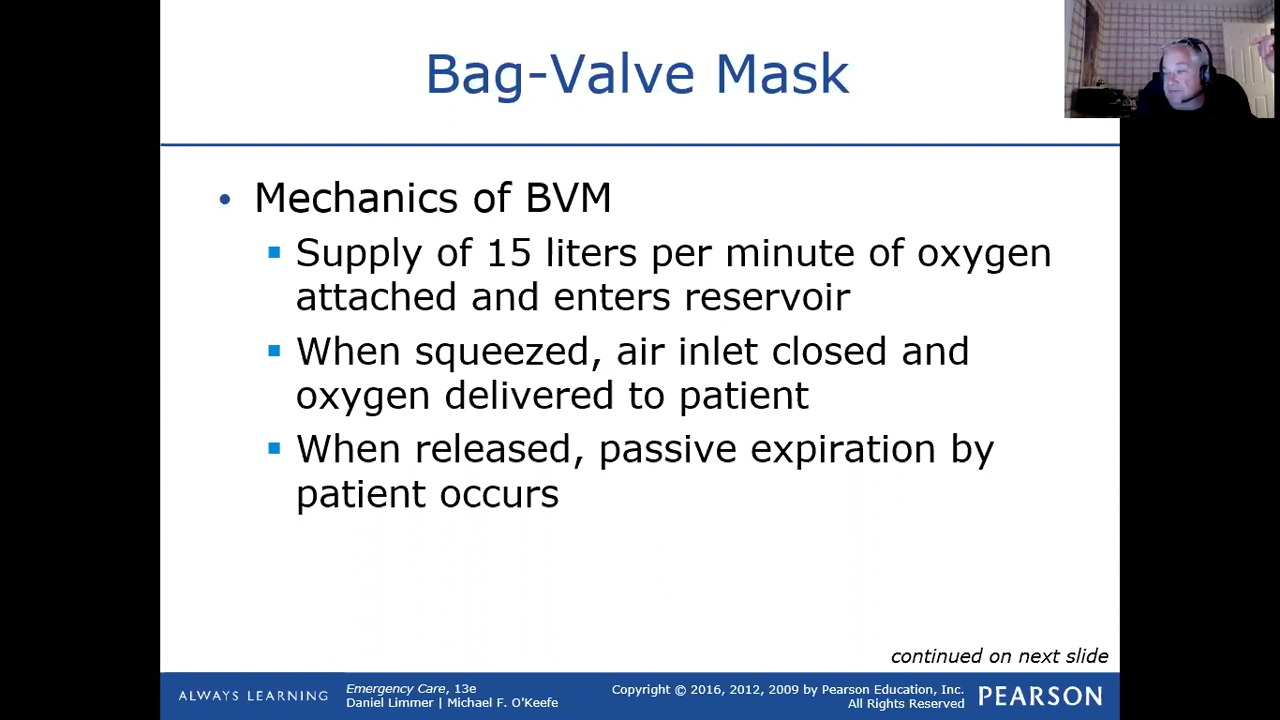 Bag-Valve Mask
• Mechanics of BVM
▪ Supply of 15 liters per minute of oxygen
attached and enters reservoir
▪ When squeezed, air inlet closed and
oxygen delivered to patient
▪ When released, passive expiration by
patient occurs
continued on next slide
ALWAYS LEARNING
Emergency Care, 13e
Daniel Limmer | Michael F. O'Keefe
Copyright © 2016, 2012, 2009 by Pearson Education, Inc.
All Rights Reserved
PEARSON